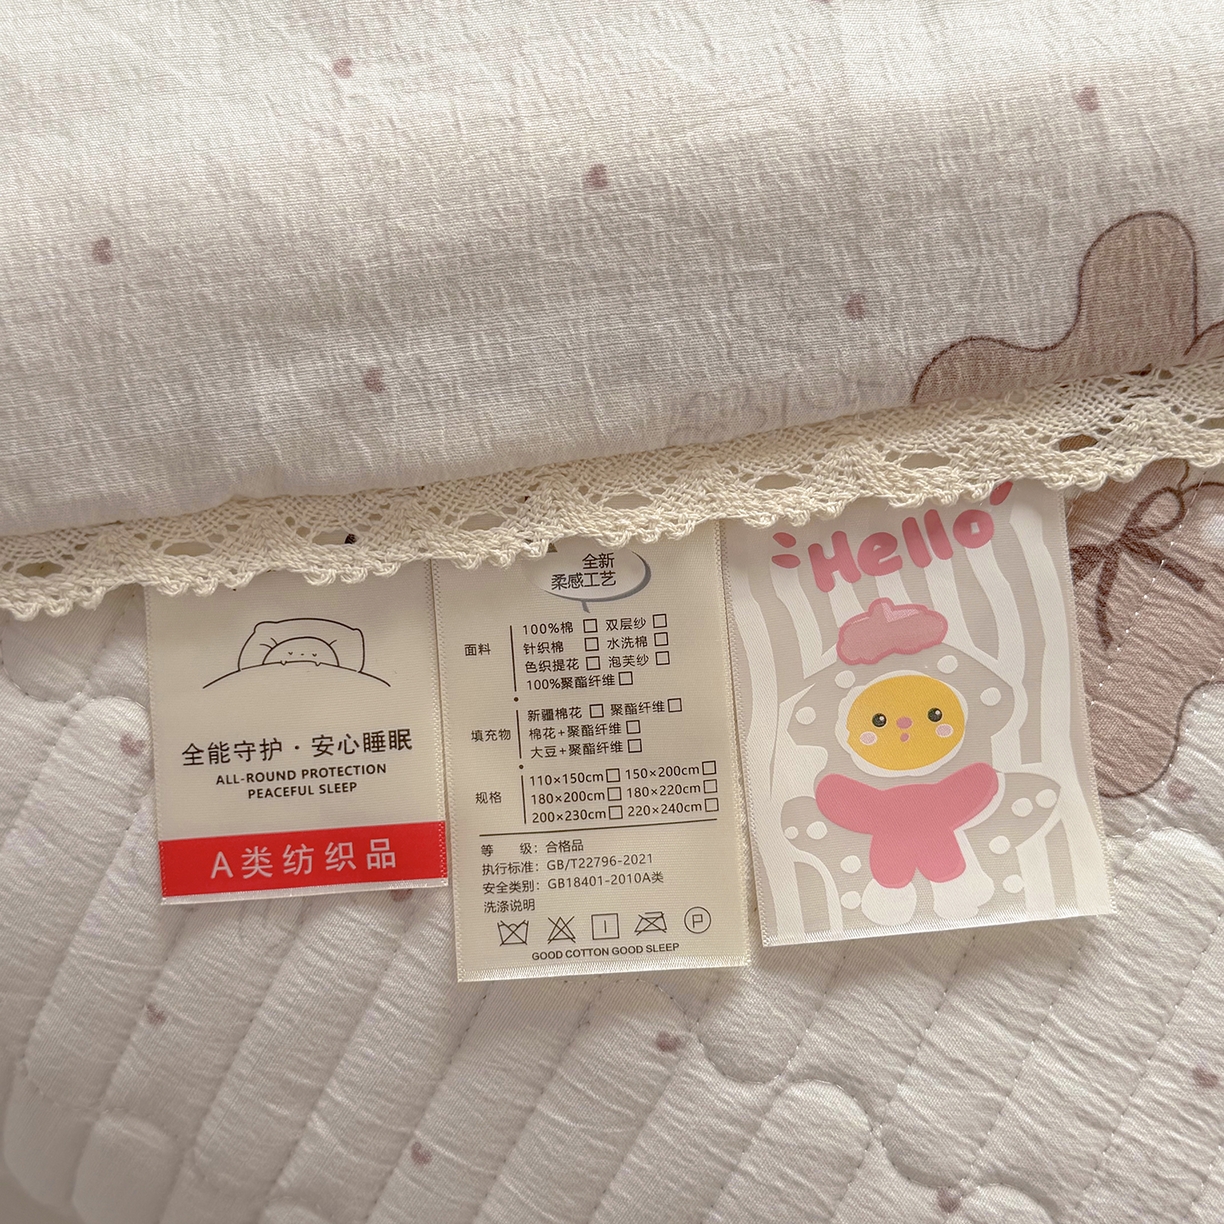 全能守护·安心睡眠
ALL-ROUND PROTECTION
PEACEFUL SLEEP
A类纺织品
全新
柔感工艺
面料
100%棉 □ 双层纱 □
针织棉 □ 水洗棉 □
色织提花 □ 泡芙纱 □
100%聚酯纤维 □
填充物
新疆棉花 □ 聚酯纤维 □
棉花+聚酯纤维 □
大豆+聚酯纤维 □
规格
110×150cm □ 150×200cm □
180×200cm □ 180×220cm □
200×230cm □ 220×240cm □
等 级：合格品
执行标准：GB/T22796-2021
安全类别：GB18401-2010A类
洗涤说明
P
GOOD COTTON GOOD SLEEP
Hello